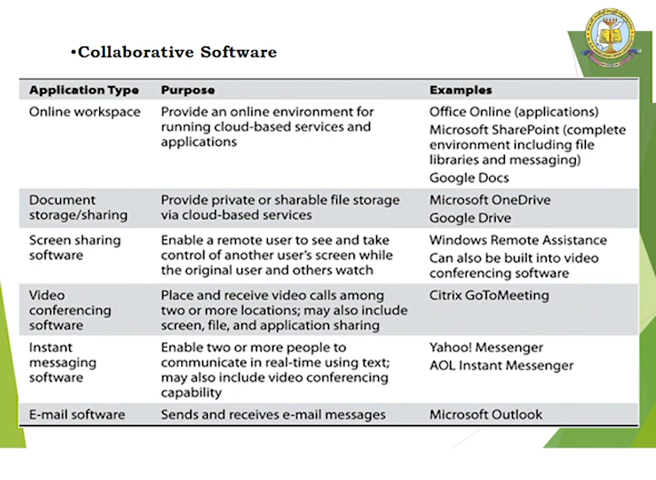 •Collaborative Software
Application Type Purpose Examples
Online workspace Provide an online environment for running cloud-based services and applications Office Online (applications)
Microsoft SharePoint (complete environment including file libraries and messaging)
Google Docs
Document storage/sharing Provide private or sharable file storage via cloud-based services Microsoft OneDrive
Google Drive
Screen sharing software Enable a remote user to see and take control of another user's screen while the original user and others watch Windows Remote Assistance
Can also be built into video conferencing software
Video conferencing software Place and receive video calls among two or more locations; may also include screen, file, and application sharing Citrix GoToMeeting
Instant messaging software Enable two or more people to communicate in real-time using text; may also include video conferencing capability Yahoo! Messenger
AOL Instant Messenger
E-mail software Sends and receives e-mail messages Microsoft Outlook